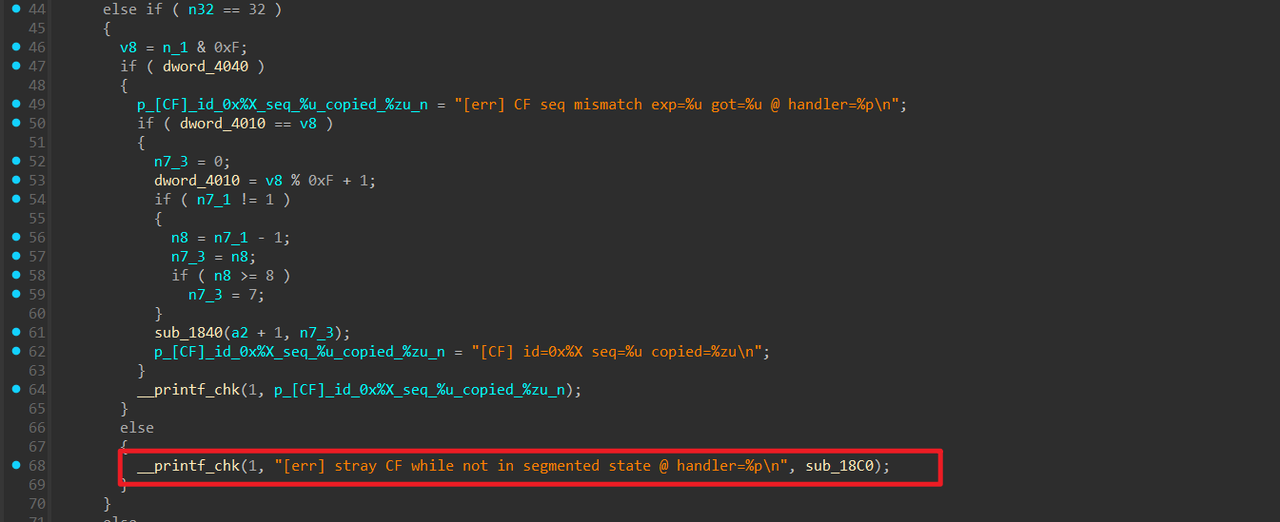 44 else if ( n32 == 32 )
45 {
46 v8 = n_1 & 0xF;
47 if ( dword_4040 )
48 {
49 p_[CF]_id_0x%X_seq_%u_copied_%zu_n = "[err] CF seq mismatch exp=%u got=%u @ handler=%p\n";
50 if ( dword_4010 == v8 )
51 {
52 n7_3 = 0;
53 dword_4010 = v8 % 0xF + 1;
54 if ( n7_1 != 1 )
55 {
56 n8 = n7_1 - 1;
57 n7_3 = n8;
58 if ( n8 >= 8 )
59 n7_3 = 7;
60 }
61 sub_1840(a2 + 1, n7_3);
62 p_[CF]_id_0x%X_seq_%u_copied_%zu_n = "[CF] id=0x%X seq=%u copied=%zu\n";
63 }
64 __printf_chk(1, p_[CF]_id_0x%X_seq_%u_copied_%zu_n);
65 }
66 else
67 {
68 __printf_chk(1, "[err] stray CF while not in segmented state @ handler=%p\n", sub_18C0);
69 }
70 }
71 else